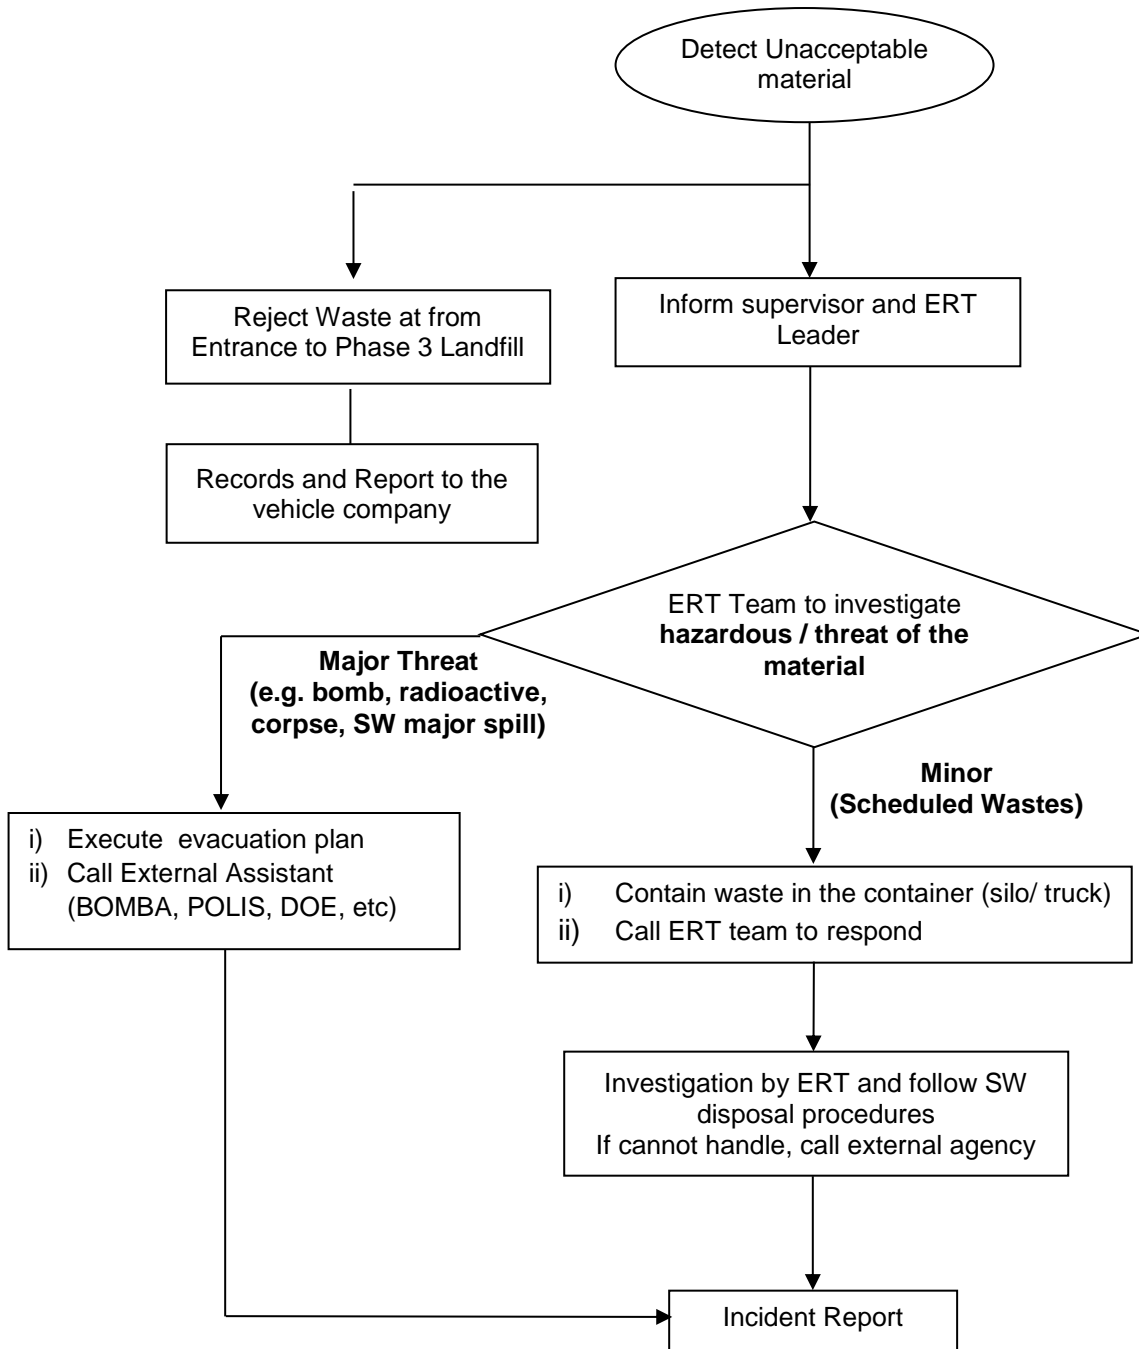 Detect Unacceptable
material
Reject Waste at from
Entrance to Phase 3 Landfill
Inform supervisor and ERT
Leader
Records and Report to the
vehicle company
ERT Team to investigate
hazardous / threat of the
material
Major Threat
(e.g. bomb, radioactive,
corpse, SW major spill)
Minor
(Scheduled Wastes)
i) Execute evacuation plan
ii) Call External Assistant
(BOMBA, POLIS, DOE, etc)
i) Contain waste in the container (silo/ truck)
ii) Call ERT team to respond
Investigation by ERT and follow SW
disposal procedures
If cannot handle, call external agency
Incident Report